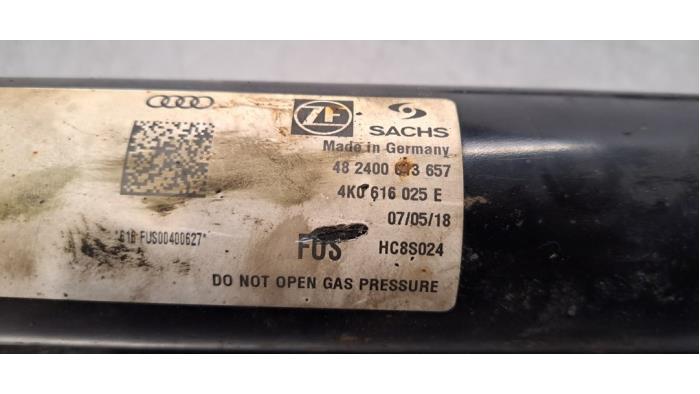 ZF SACHS
Made in Germany
48 2400 643 657
4K0 616 025 E
07/05/18
*616 FUS00400627*
FUS HC8S024
DO NOT OPEN GAS PRESSURE